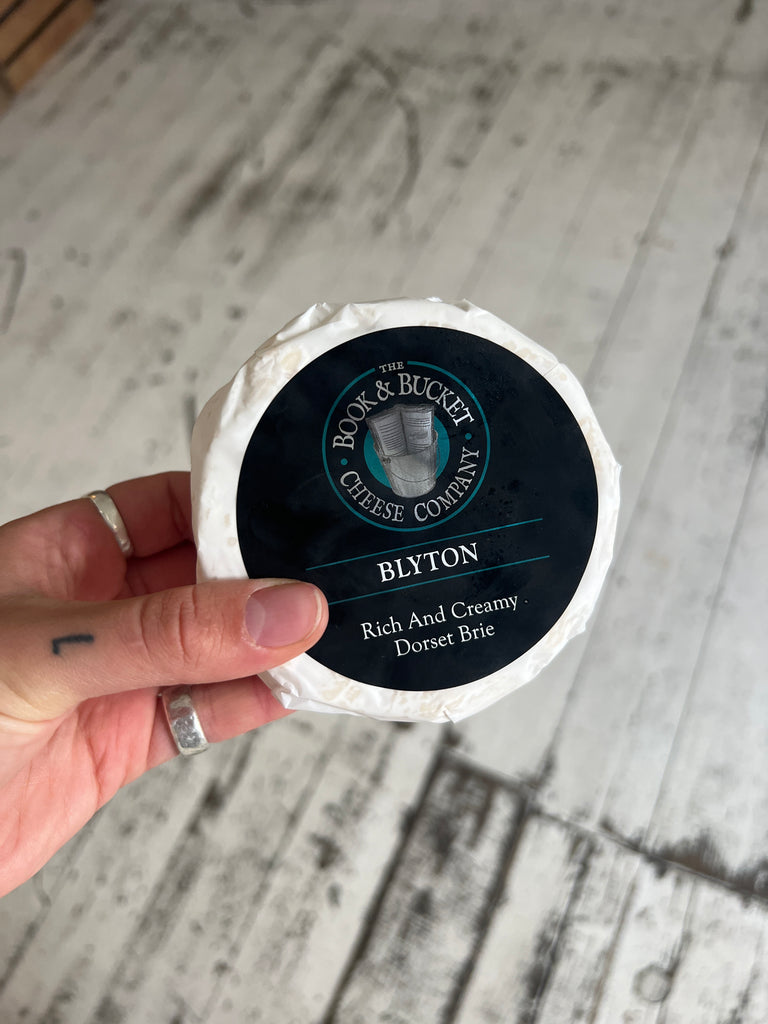 THE
BOOK & BUCKET
CHEESE COMPANY
BLYTON
Rich And Creamy
Dorset Brie